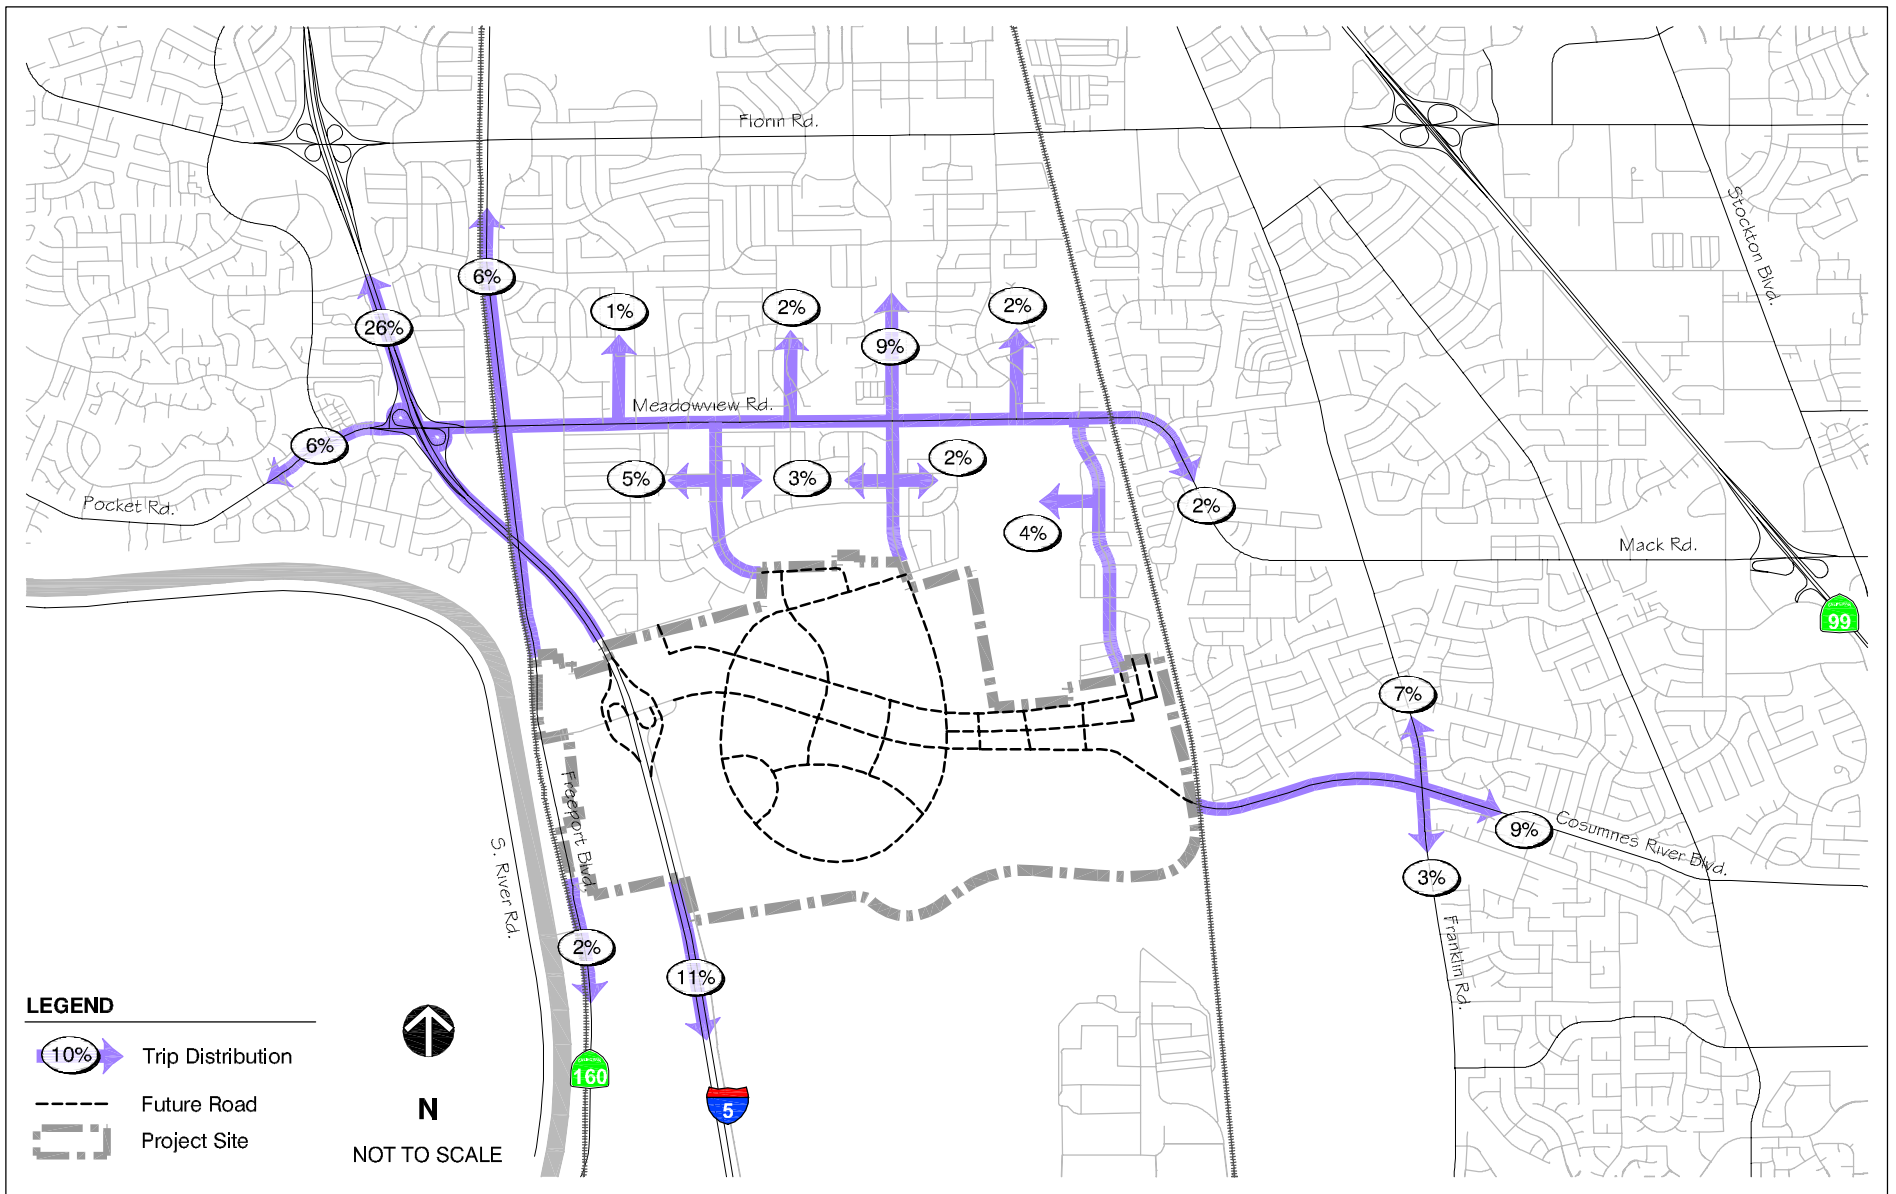 Florin Rd.
Stockton Blvd.
6%
26%
1%
2%
2%
9%
Meadowview Rd.
6%
5%
3%
2%
4%
2%
Pocket Rd.
Mack Rd.
99
7%
Freeport Blvd.
S. River Rd.
9%
Cosumnes River Blvd.
3%
Franklin Rd.
2%
11%
160
5
LEGEND
10% Trip Distribution
Future Road
Project Site
N
NOT TO SCALE